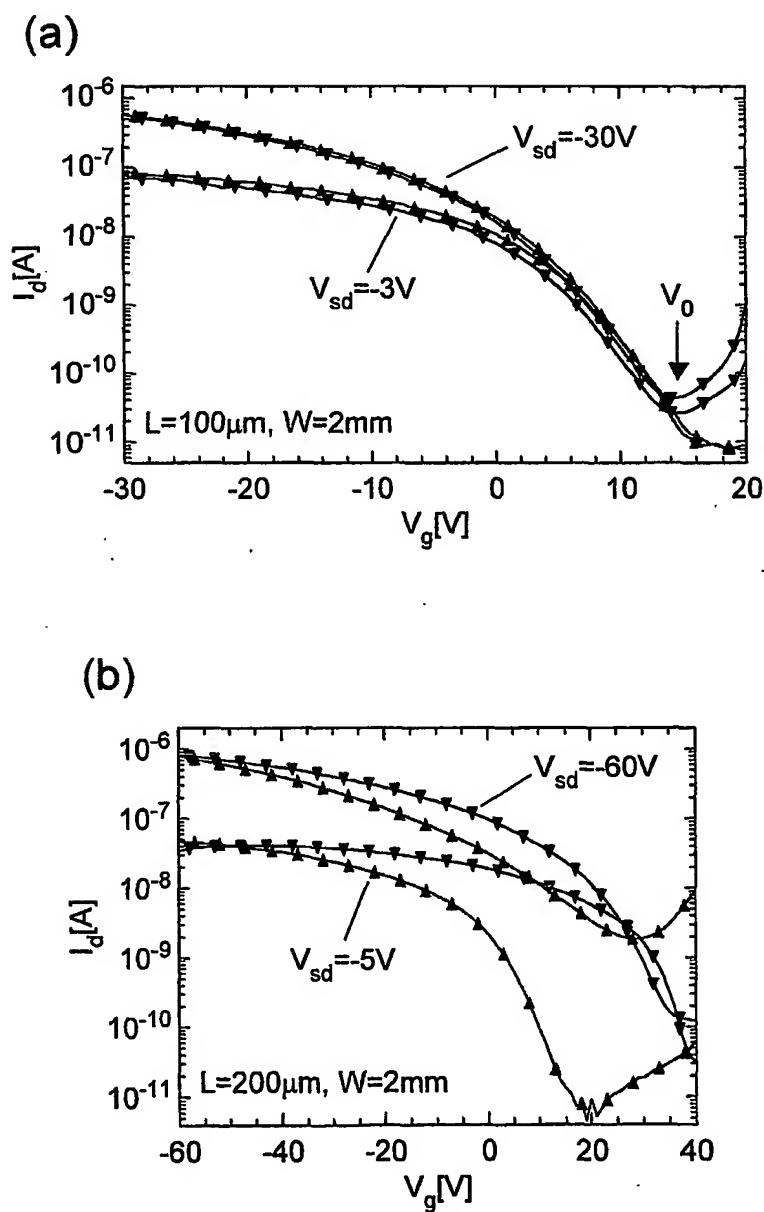 (a)
10^-6
10^-7
10^-8
10^-9
10^-10
10^-11
I_d[A]
V_sd=-30V
V_sd=-3V
V_0
L=100μm, W=2mm
-30 -20 -10 0 10 20
V_g[V]
(b)
10^-6
10^-7
10^-8
10^-9
10^-10
10^-11
I_d[A]
V_sd=-60V
V_sd=-5V
L=200μm, W=2mm
-60 -40 -20 0 20 40
V_g[V]